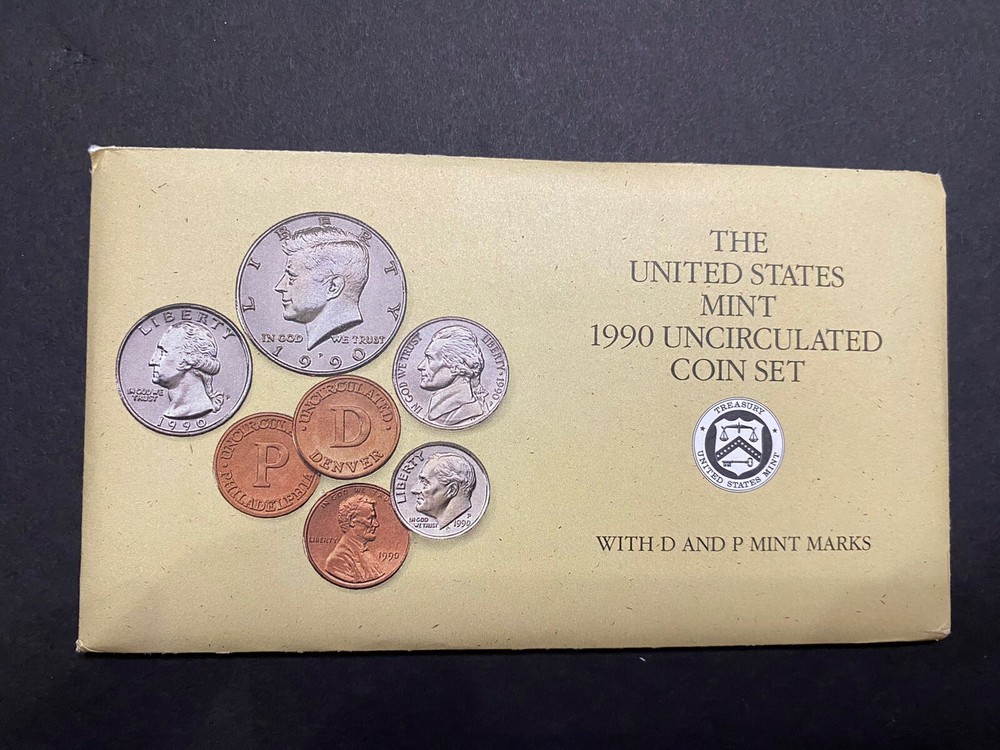 LIBERTY
IN GOD WE TRUST
1990
P
LIBERTY
IN GOD WE
TRUST
1990
IN GOD WE TRUST
LIBERTY · 1990
·UNCIRCULATED·
D
DENVER
·UNCIRCULATED·
P
PHILADELPHIA
LIBERTY
IN GOD
WE TRUST
P
1990
IN GOD WE
LIBERTY
1990
THE
UNITED STATES
MINT
1990 UNCIRCULATED
COIN SET
TREASURY
UNITED STATES MINT
WITH D AND P MINT MARKS